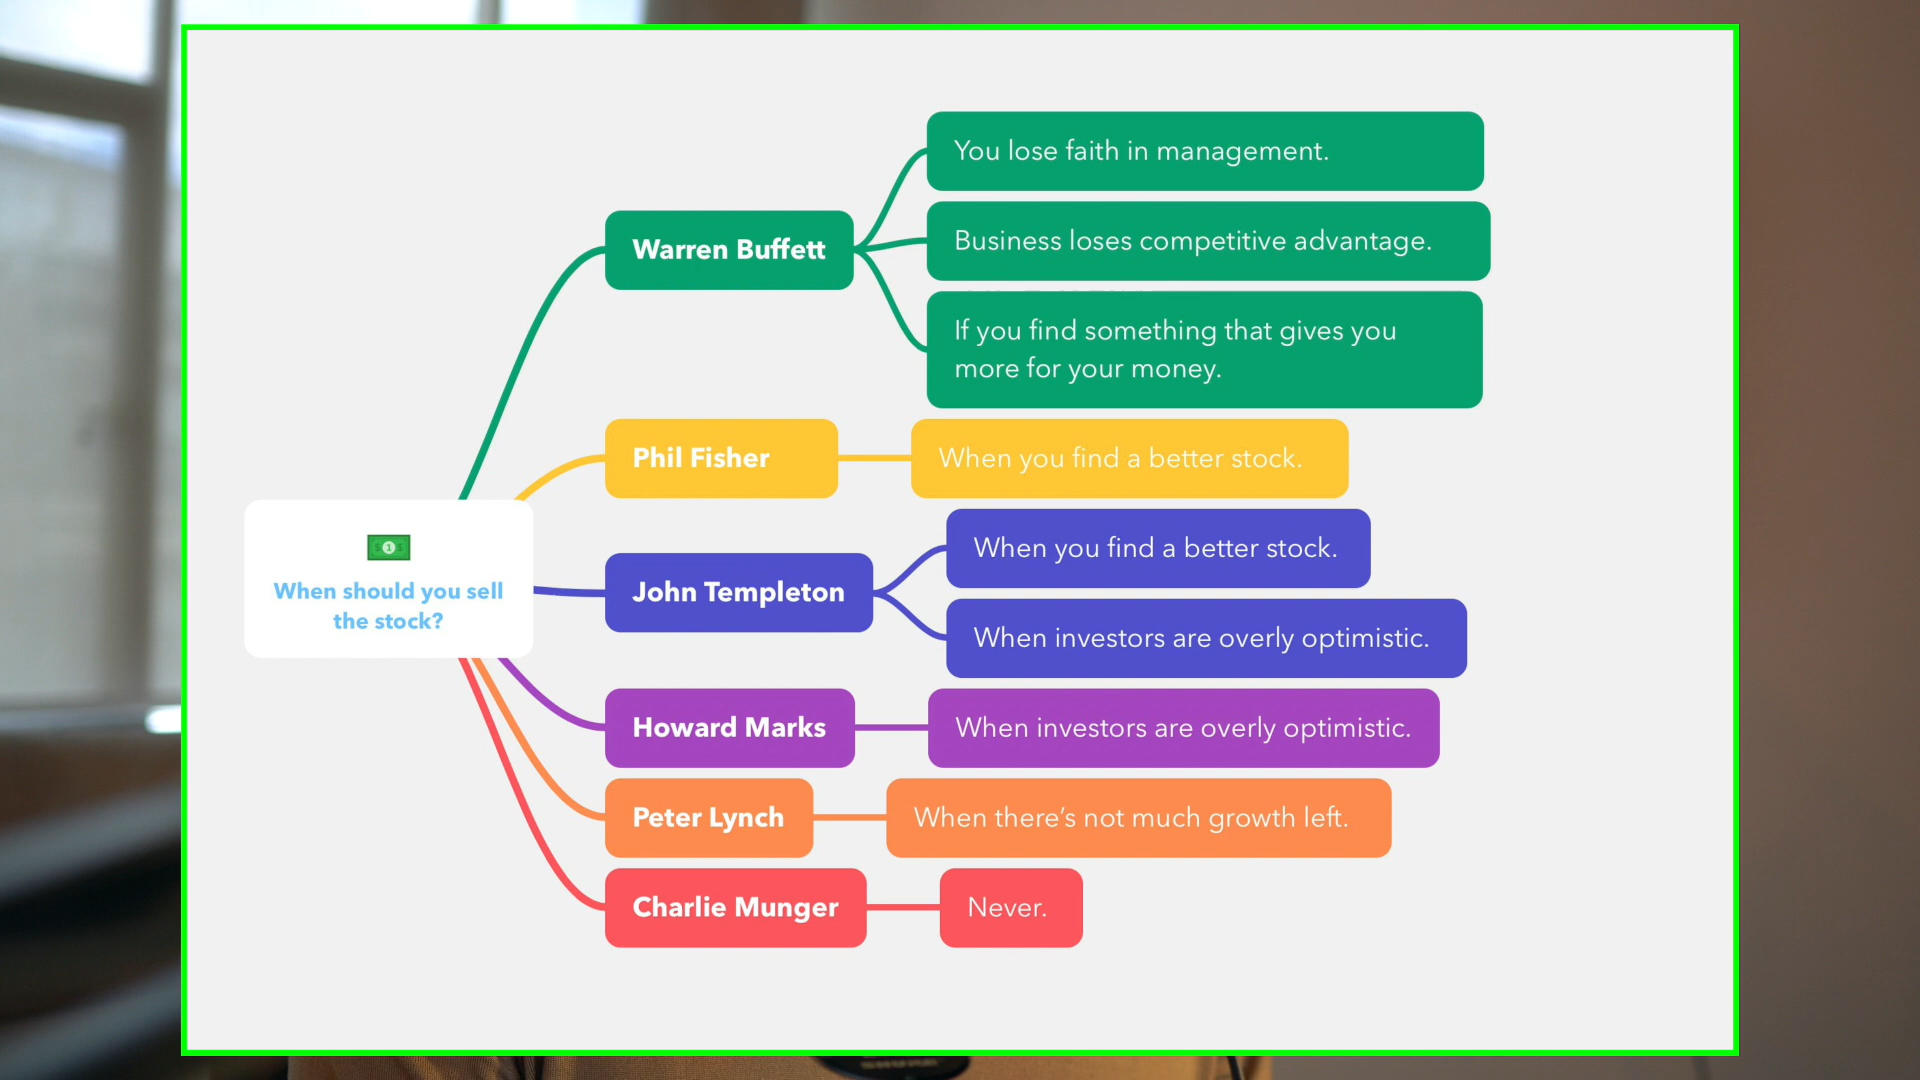 When should you sell
the stock?
Warren Buffett
You lose faith in management.
Business loses competitive advantage.
If you find something that gives you
more for your money.
Phil Fisher
When you find a better stock.
John Templeton
When you find a better stock.
When investors are overly optimistic.
Howard Marks
When investors are overly optimistic.
Peter Lynch
When there’s not much growth left.
Charlie Munger
Never.